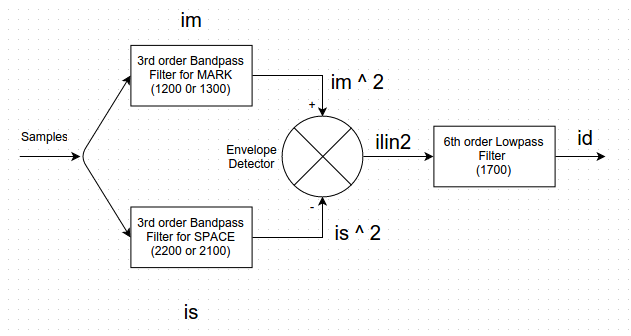 im
3rd order Bandpass
Filter for MARK
(1200 0r 1300)
im ^ 2
+
Samples
Envelope
Detector
ilin2
6th order Lowpass
Filter
(1700)
id
-
3rd order Bandpass
Filter for SPACE
(2200 or 2100)
is ^ 2
is